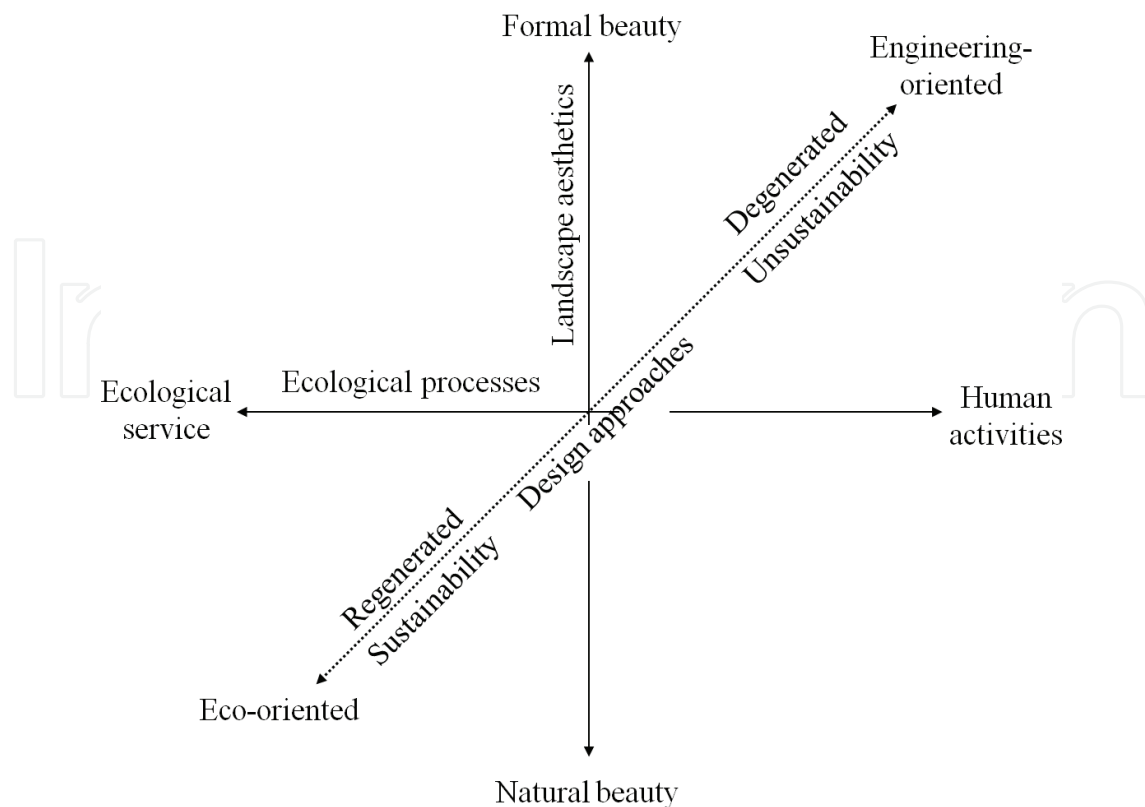 Formal beauty
Engineering-
oriented
Landscape aesthetics
Degenerated
Unsustainability
Ecological
service
Ecological processes
Design approaches
Human
activities
Regenerated
Sustainability
Eco-oriented
Natural beauty